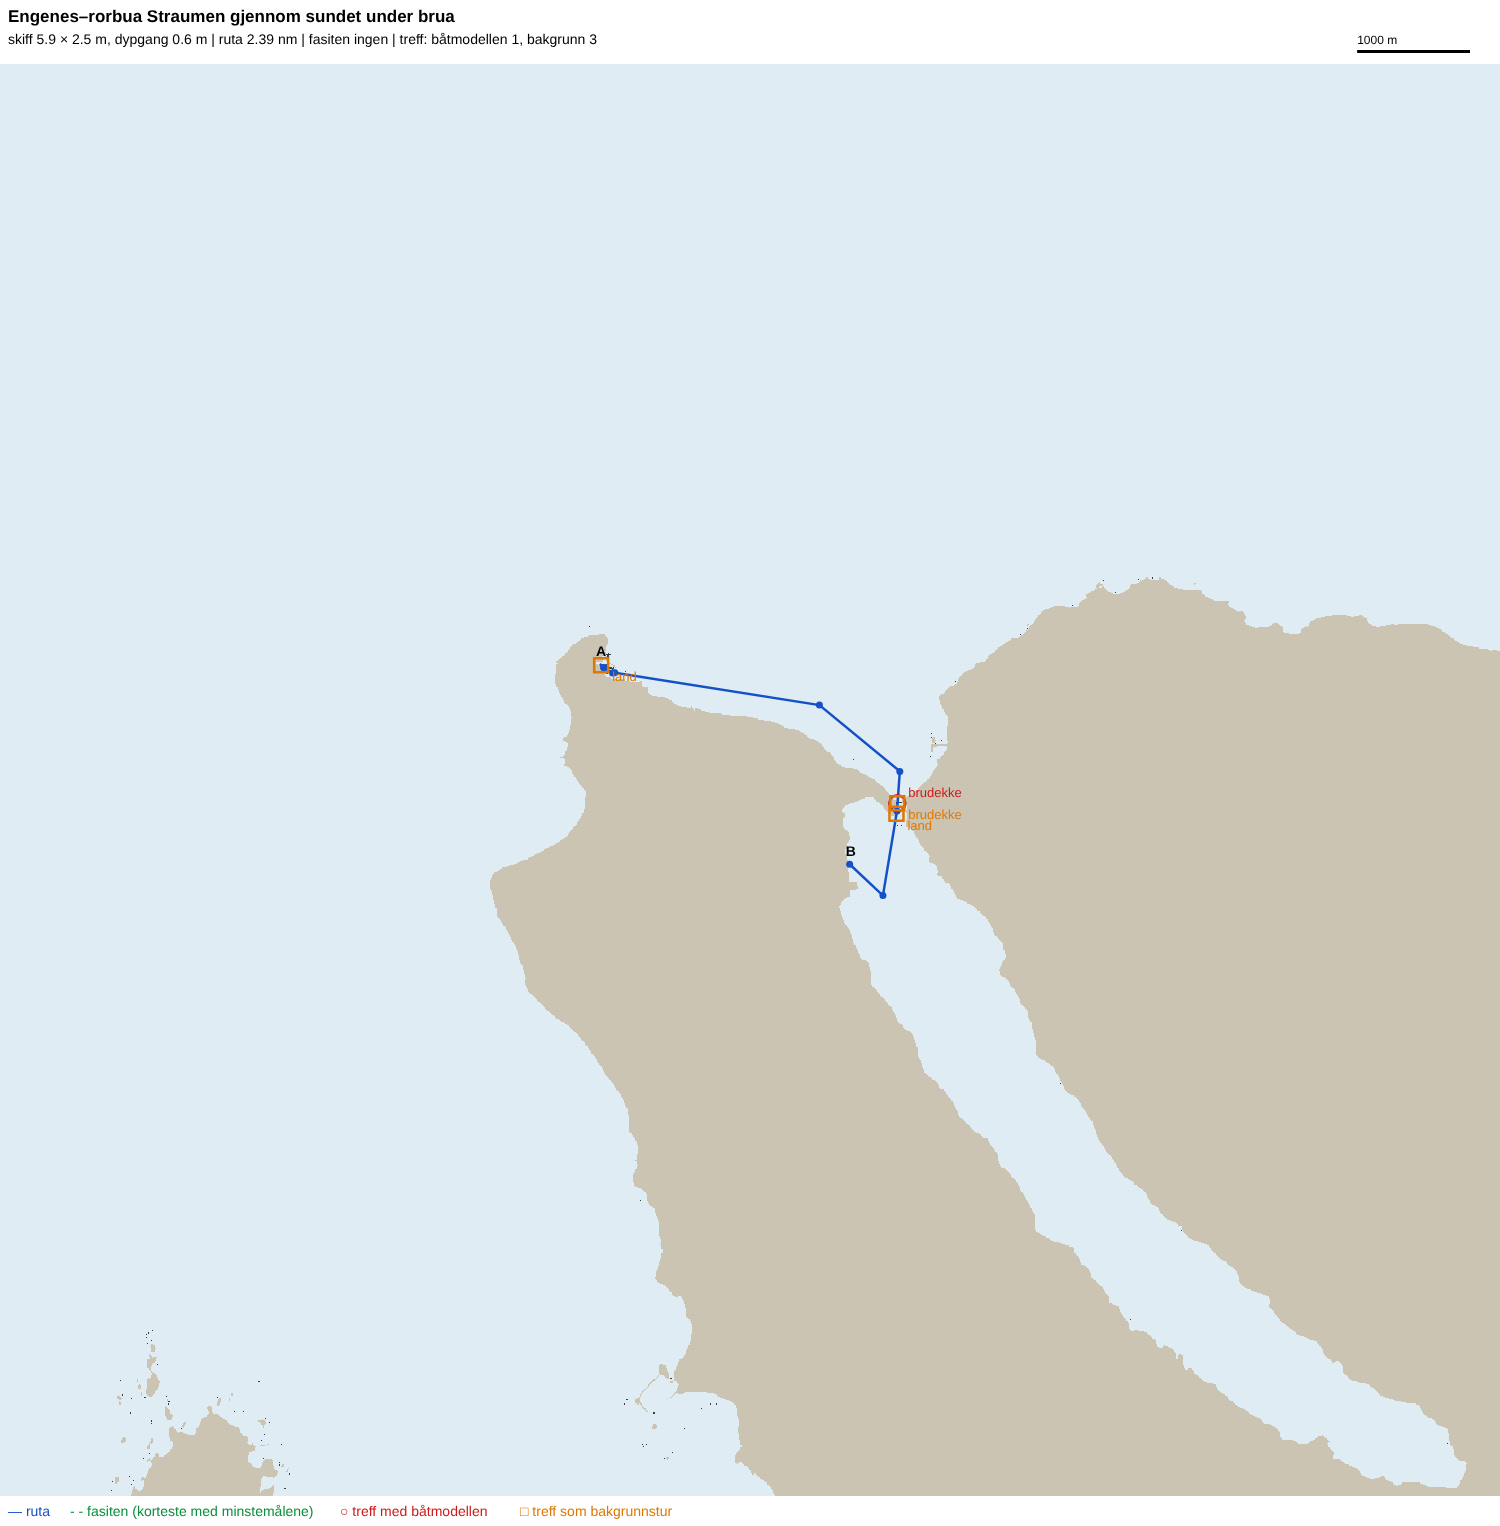 Engenes–rorbua Straumen gjennom sundet under brua
skiff 5.9 × 2.5 m, dypgang 0.6 m | ruta 2.39 nm | fasiten ingen | treff: båtmodellen 1, bakgrunn 3
1000 m
A
land
brudekke
brudekke
land
B
— ruta - - fasiten (korteste med minstemålene) ○ treff med båtmodellen □ treff som bakgrunnstur